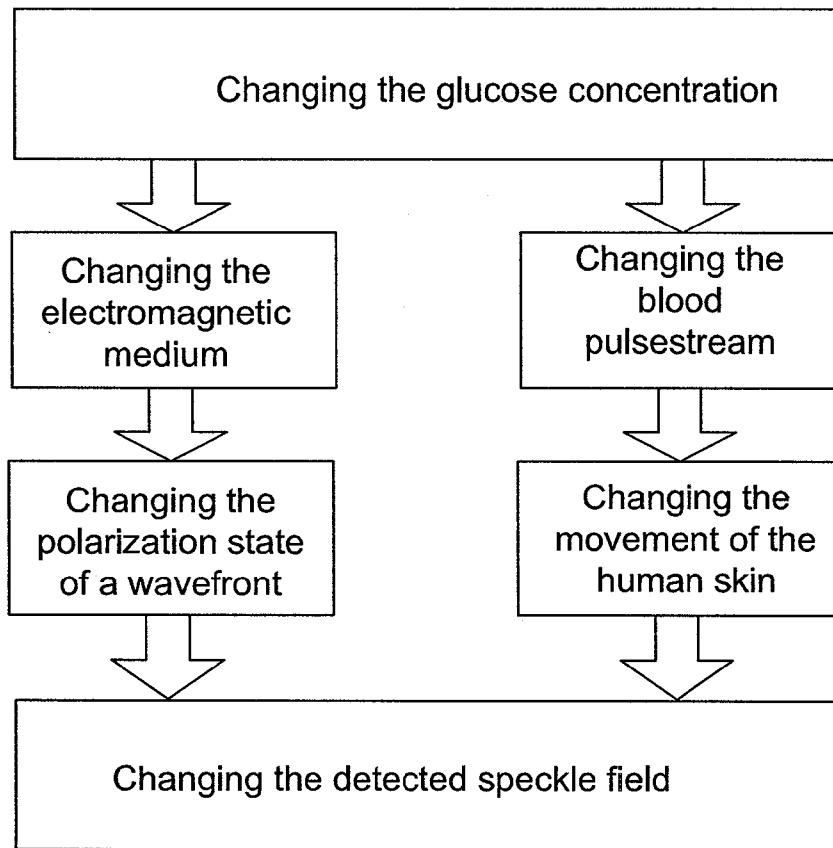 Changing the glucose concentration
Changing the
electromagnetic
medium
Changing the
blood
pulsestream
Changing the
polarization state
of a wavefront
Changing the
movement of the
human skin
Changing the detected speckle field